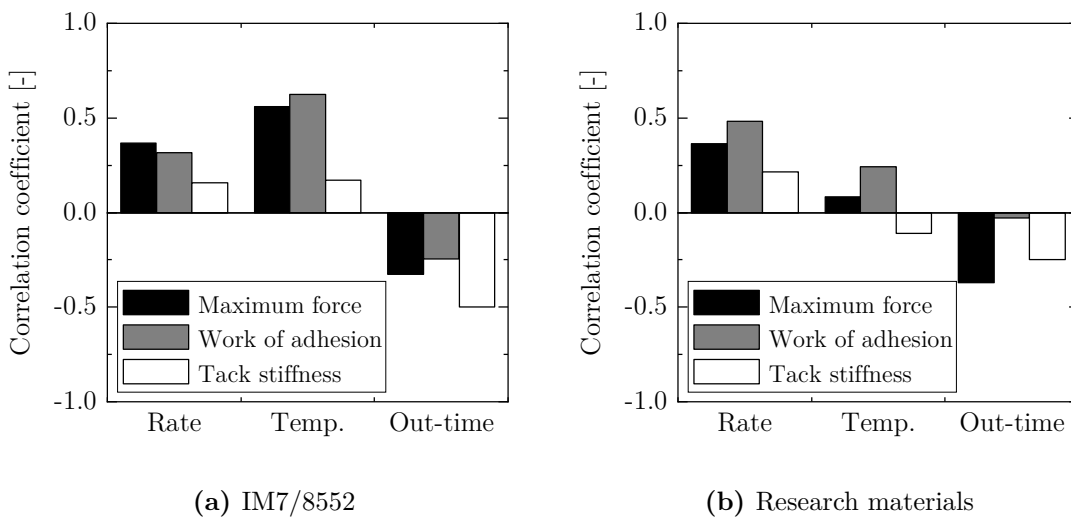 Correlation coefficient [-]
1.0
0.5
0.0
-0.5
-1.0
Maximum force
Work of adhesion
Tack stiffness
Rate Temp. Out-time
(a) IM7/8552
Correlation coefficient [-]
1.0
0.5
0.0
-0.5
-1.0
Maximum force
Work of adhesion
Tack stiffness
Rate Temp. Out-time
(b) Research materials